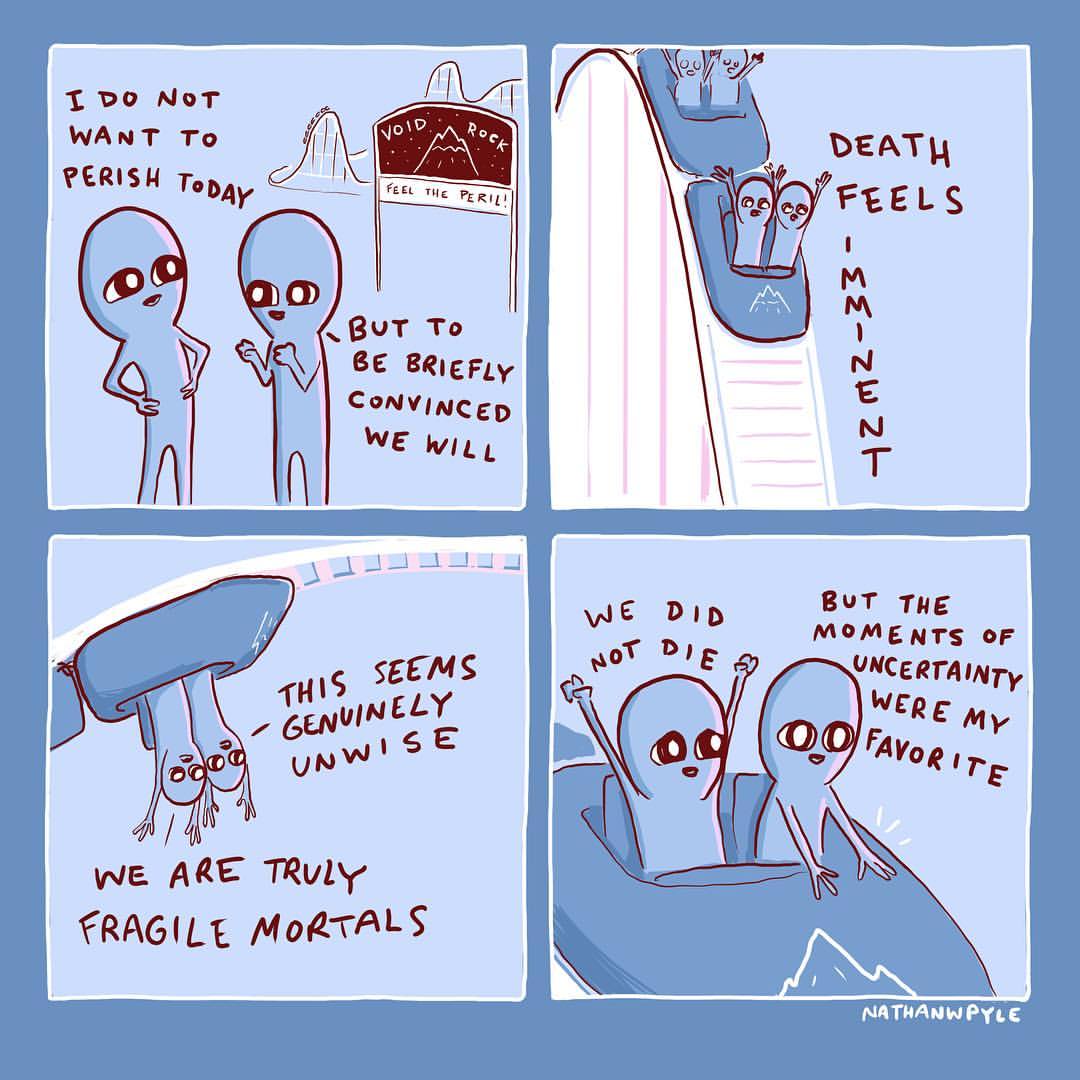 I DO NOT
WANT TO
PERISH TODAY
VOID ROCK
FEEL THE PERIL!
BUT TO
BE BRIEFLY
CONVINCED
WE WILL
DEATH
FEELS
IMMINENT
THIS SEEMS
GENUINELY
UNWISE
WE ARE TRULY
FRAGILE MORTALS
WE DID
NOT DIE
BUT THE
MOMENTS OF
UNCERTAINTY
WERE MY
FAVORITE
NATHANWPYLE